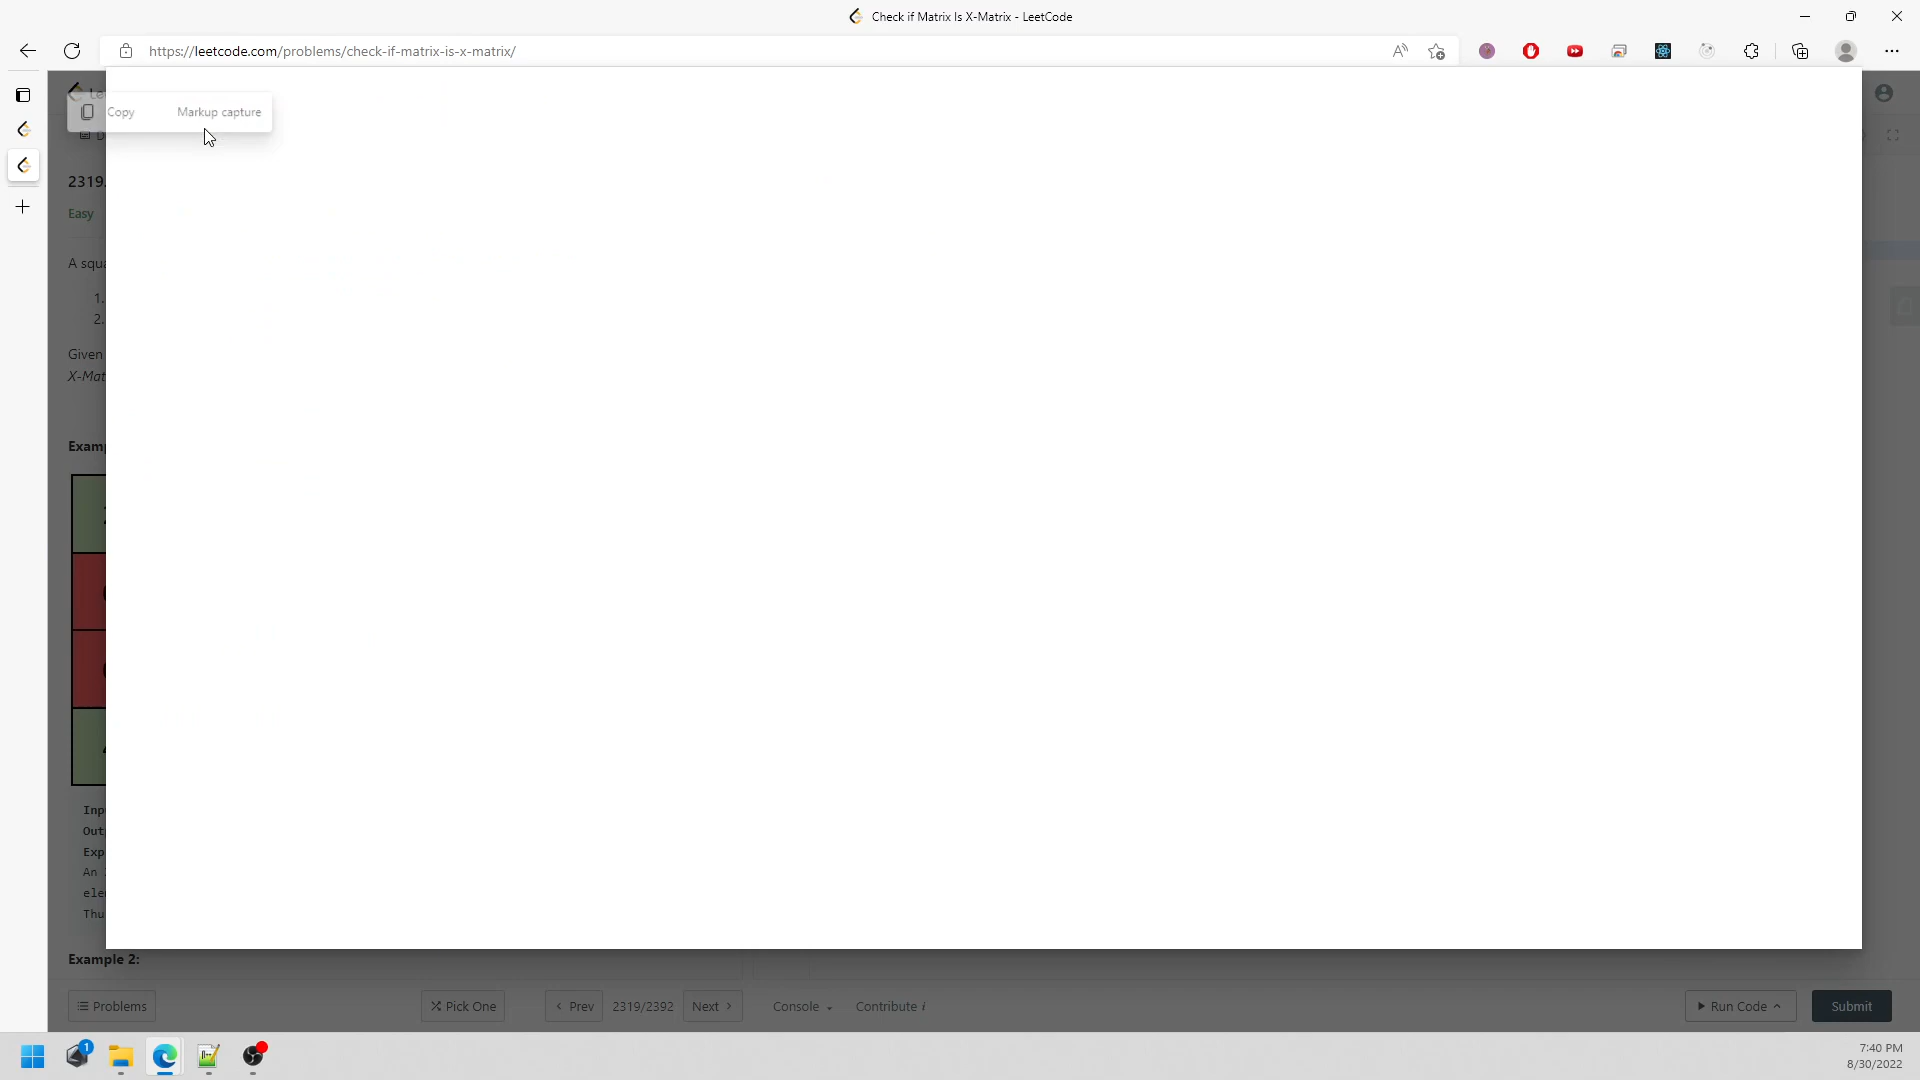 Check if Matrix Is X-Matrix - LeetCode
https://leetcode.com/problems/check-if-matrix-is-x-matrix/
Le
Copy Markup capture
D
2319.
Easy
A squa
1.
2.
Given
X-Mat
Examp
Inp
Out
Exp
An
ele
Thu
Example 2:
Problems Pick One < Prev 2319/2392 Next > Console Contribute i Run Code Submit
1
7:40 PM
8/30/2022